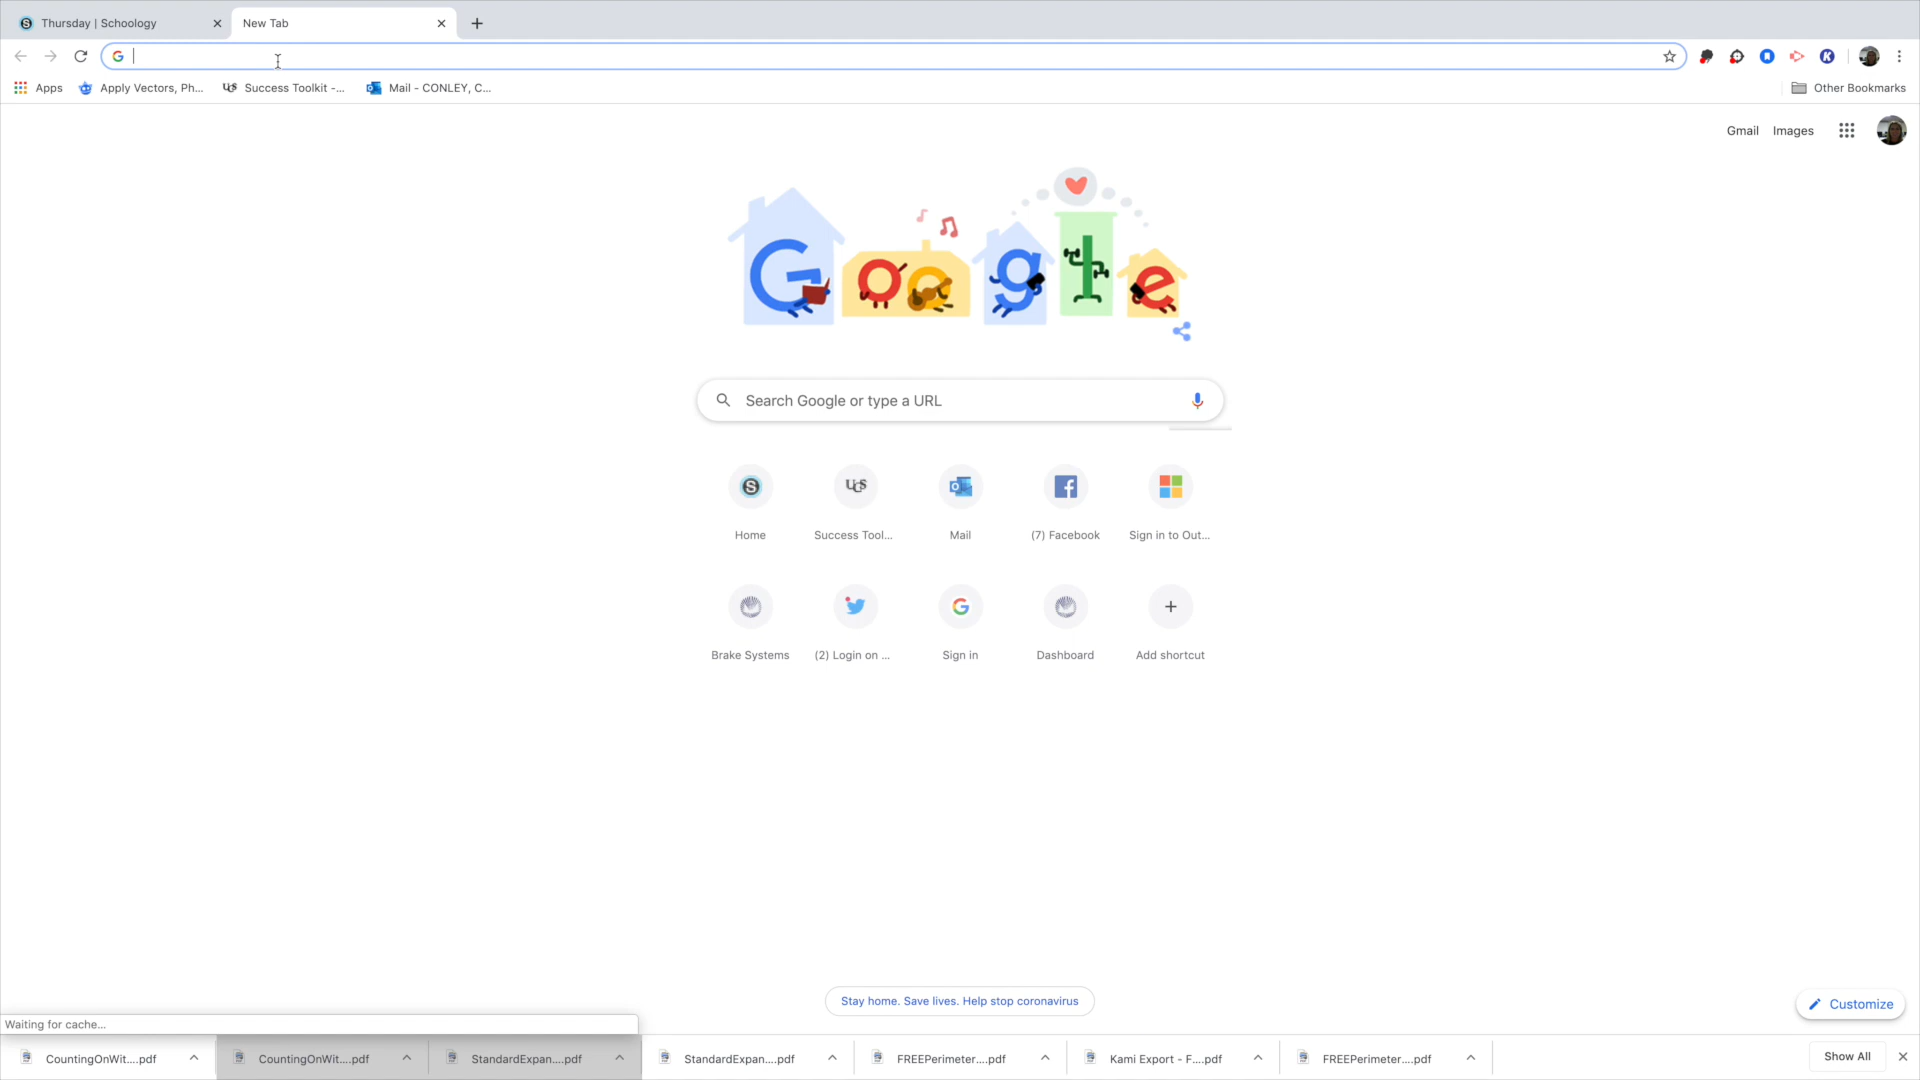 Thursday | Schoology
New Tab
Apps
Apply Vectors, Ph...
Success Toolkit -...
Mail - CONLEY, C...
Other Bookmarks
Gmail
Images
Google
Search Google or type a URL
Home
Success Tool...
Mail
(7) Facebook
Sign in to Out...
Brake Systems
(2) Login on ...
Sign in
Dashboard
Add shortcut
Stay home. Save lives. Help stop coronavirus
Customize
Waiting for cache...
CountingOnWit....pdf
CountingOnWit....pdf
StandardExpan....pdf
StandardExpan....pdf
FREEPerimeter....pdf
Kami Export - F....pdf
FREEPerimeter....pdf
Show All